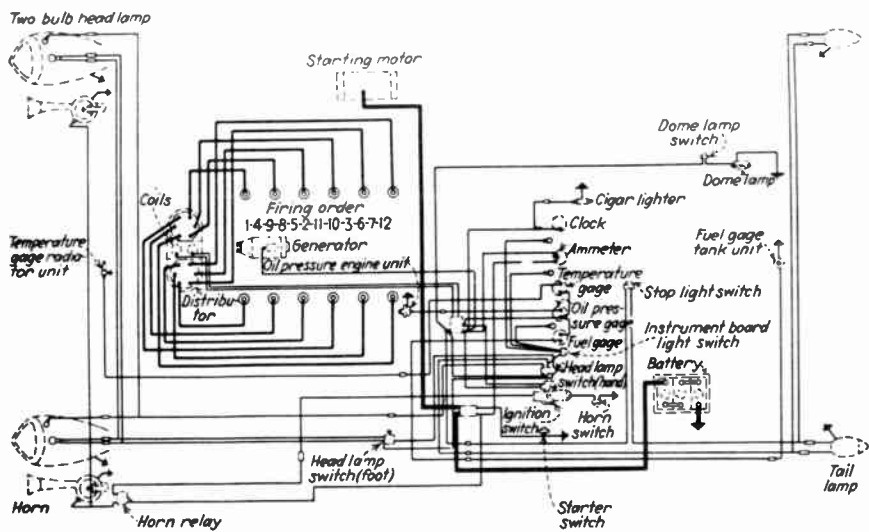 Two bulb head lamp
Starting motor
Dome lamp
switch
Dome lamp
Coils
Firing order
1-4-9-8-5-2-11-10-3-6-7-12
Generator
Oil pressure engine unit
Temperature
gage radia-
tor unit
Distribu-
tor
Cigar lighter
Clock
Ammeter
Temperature
gage
Oil pres-
sure gage
Fuel gage
Fuel gage
tank unit
Stop light switch
Instrument board
light switch
Battery
Head lamp
switch (hand)
Ignition
switch
Horn
switch
Head lamp
switch (foot)
Starter
switch
Tail
lamp
Horn
Horn relay